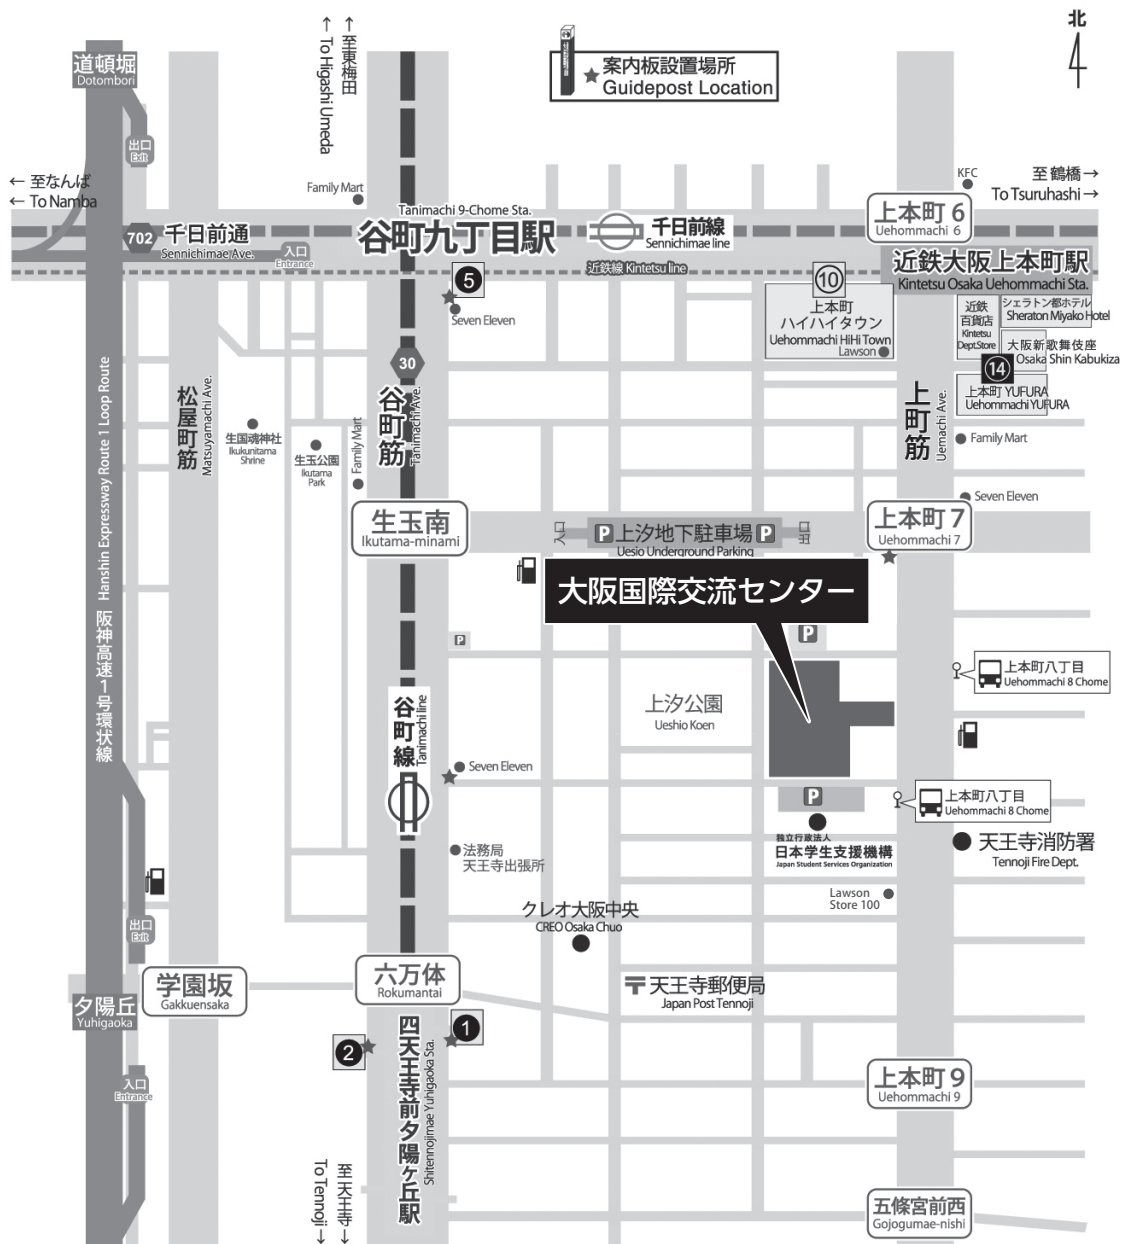 北
案内板設置場所
Guidepost Location
道頓堀
Dotombori
出口
Exit
← 至東梅田
← To Higashi Umeda
← 至なんば
← To Namba
Family Mart
KFC
至 鶴橋 →
To Tsuruhashi →
702
千日前通
Sennichimae Ave.
入口
Entrance
Tanimachi 9-Chome Sta.
谷町九丁目駅
千日前線
Sennichimae line
上本町 6
Uehommachi 6
近鉄線 Kintetsu line
近鉄大阪上本町駅
Kintetsu Osaka Uehommachi Sta.
5
Seven Eleven
10
上本町
ハイハイタウン
Uehommachi HiHi Town
Lawson
近鉄
百貨店
Kintetsu
Dept.Store
シェラトン都ホテル
Sheraton Miyako Hotel
大阪新歌舞伎座
Osaka Shin Kabukiza
14
上本町 YUFURA
Uehommachi YUFURA
30
谷町筋
Tanimachi Ave.
松屋町筋
Matsuyamachi Ave.
生国魂神社
Ikukunitama
Shrine
生玉公園
Ikutama
Park
Family Mart
上町筋
Uemachi Ave.
Family Mart
Seven Eleven
Hanshin Expressway Route 1 Loop Route
阪神高速1号環状線
生玉南
Ikutama-minami
入口
P 上汐地下駐車場 P
Uesio Underground Parking
出口
上本町 7
Uehommachi 7
大阪国際交流センター
P
P
上本町八丁目
Uehommachi 8 Chome
上汐公園
Ueshio Koen
谷町線
Tanimachi line
Seven Eleven
P
上本町八丁目
Uehommachi 8 Chome
独立行政法人
日本学生支援機構
Japan Student Services Organization
天王寺消防署
Tennoji Fire Dept.
法務局
天王寺出張所
Lawson
Store 100
クレオ大阪中央
CREO Osaka Chuo
出口
Exit
学園坂
Gakkuensaka
六万体
Rokumantai
〒天王寺郵便局
Japan Post Tennoji
夕陽丘
Yuhigaoka
1
2
四天王寺前夕陽ヶ丘駅
Shitennojimae Yuhigaoka Sta.
入口
Entrance
上本町 9
Uehommachi 9
至 天王寺 →
To Tennoji →
五條宮前西
Gojogumae-nishi